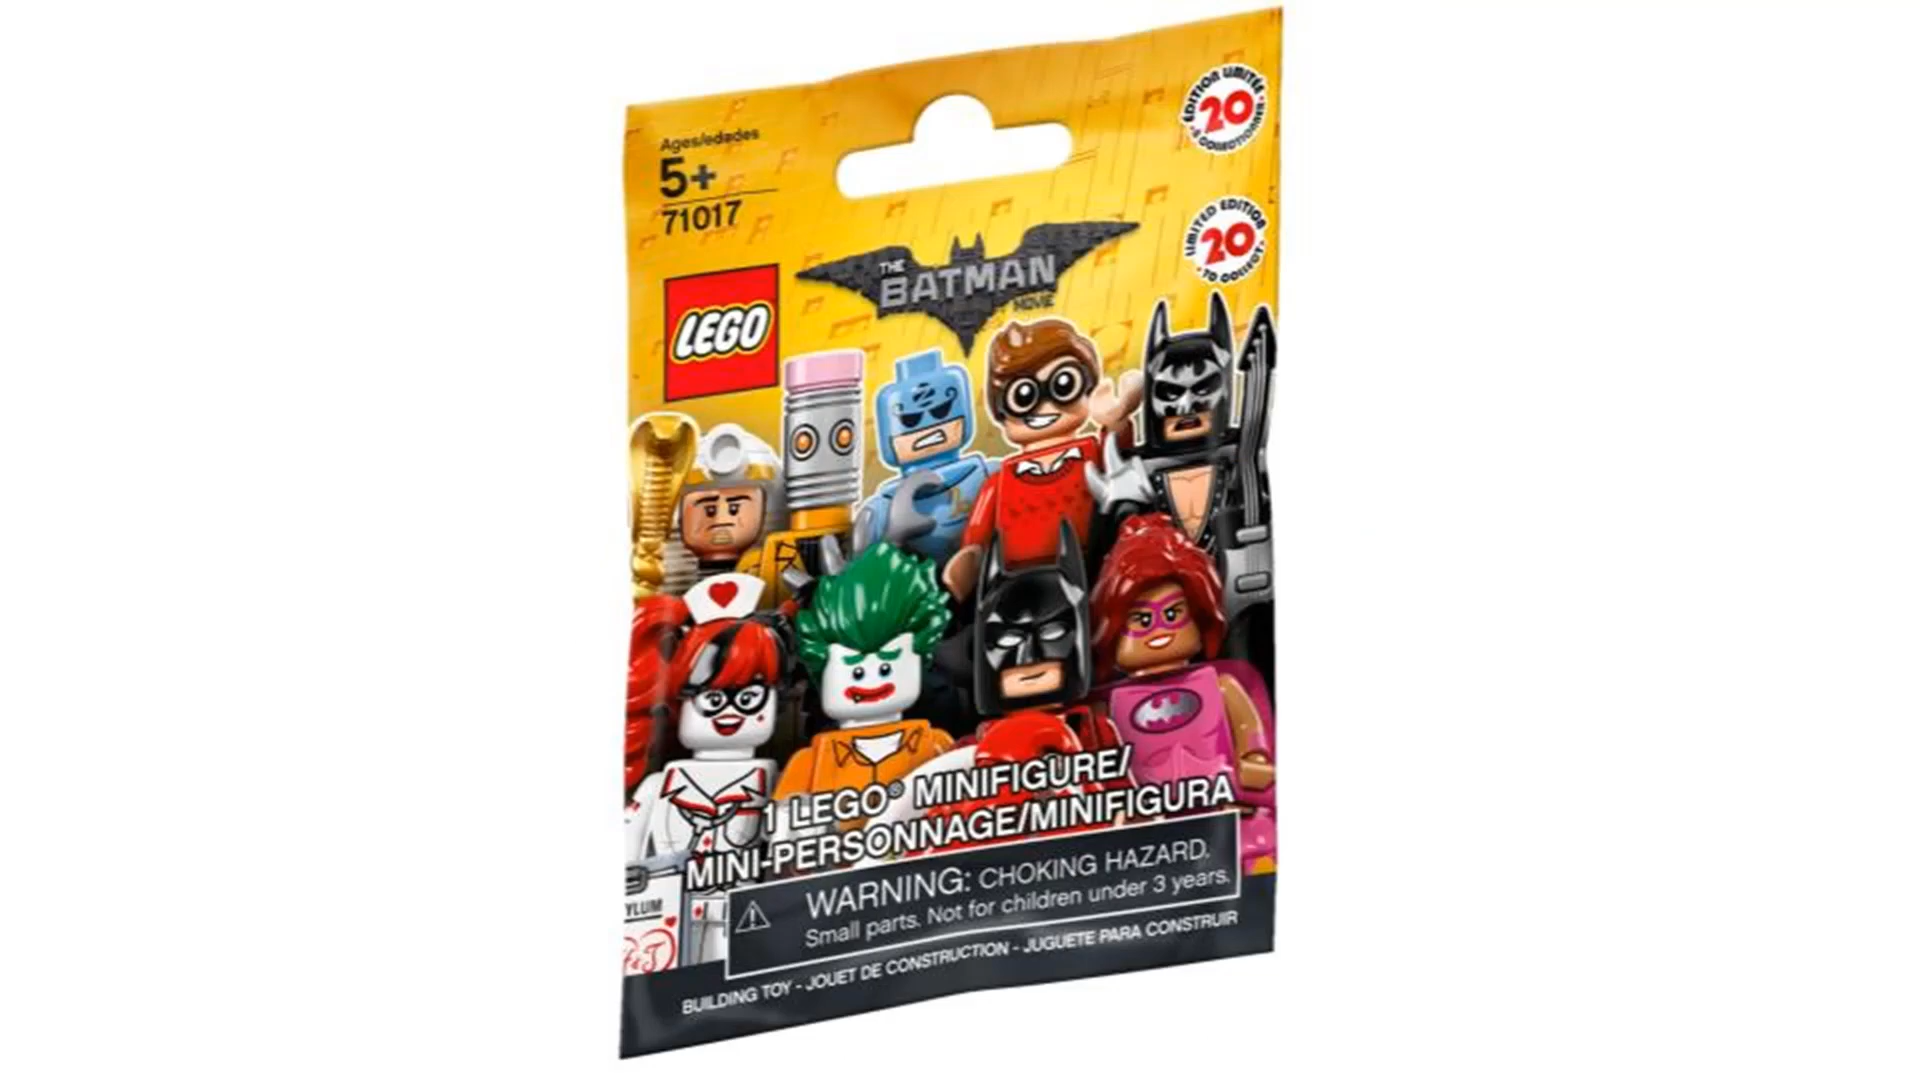 Ages/edades
5+
71017
ÉDITION LIMITÉE
20
À COLLECTIONNER
LIMITED EDITION
20
TO COLLECT
LEGO
THE
BATMAN
MOVIE
1 LEGO® MINIFIGURE/
MINI-PERSONNAGE/MINIFIGURA
WARNING: CHOKING HAZARD.
Small parts. Not for children under 3 years.
YLUM
BUILDING TOY - JOUET DE CONSTRUCTION - JUGUETE PARA CONSTRUIR